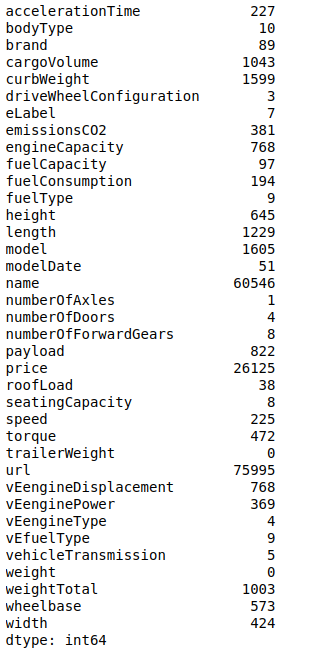 accelerationTime 227
bodyType 10
brand 89
cargoVolume 1043
curbWeight 1599
driveWheelConfiguration 3
eLabel 7
emissionsCO2 381
engineCapacity 768
fuelCapacity 97
fuelConsumption 194
fuelType 9
height 645
length 1229
model 1605
modelDate 51
name 60546
numberOfAxles 1
numberOfDoors 4
numberOfForwardGears 8
payload 822
price 26125
roofLoad 38
seatingCapacity 8
speed 225
torque 472
trailerWeight 0
url 75995
vEengineDisplacement 768
vEenginePower 369
vEengineType 4
vEfuelType 9
vehicleTransmission 5
weight 0
weightTotal 1003
wheelbase 573
width 424
dtype: int64